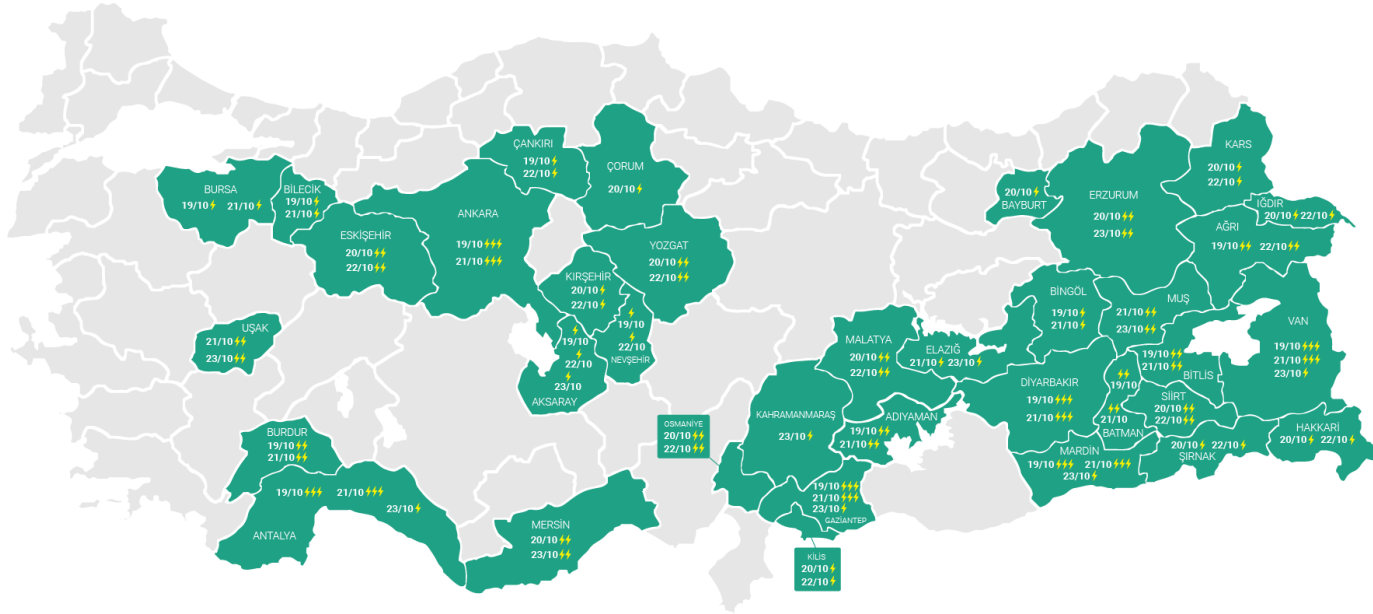 ÇANKIRI
19/10
22/10
ÇORUM
20/10
KARS
20/10
22/10
BURSA
19/10 21/10
BİLECİK
19/10
21/10
20/10
BAYBURT
ERZURUM
20/10
23/10
IĞDIR
20/10 22/10
ANKARA
19/10
21/10
ESKİŞEHİR
20/10
22/10
YOZGAT
20/10
22/10
AĞRI
19/10 22/10
KIRŞEHİR
20/10
22/10
BİNGÖL
19/10
21/10
MUŞ
21/10
23/10
UŞAK
21/10
23/10
19/10
22/10
NEVŞEHİR
19/10
22/10
23/10
AKSARAY
MALATYA
20/10
22/10
ELAZIĞ
21/10 23/10
VAN
19/10
21/10
23/10
19/10
21/10
BİTLİS
DİYARBAKIR
19/10
21/10
19/10
21/10
BATMAN
SİİRT
20/10
22/10
KAHRAMANMARAŞ
23/10
ADIYAMAN
19/10
21/10
OSMANİYE
20/10
22/10
BURDUR
19/10
21/10
HAKKARİ
20/10 22/10
20/10 22/10
ŞIRNAK
MARDİN
19/10 21/10
23/10
19/10 21/10
23/10
ANTALYA
19/10
21/10
23/10
GAZİANTEP
MERSİN
20/10
23/10
KİLİS
20/10
22/10